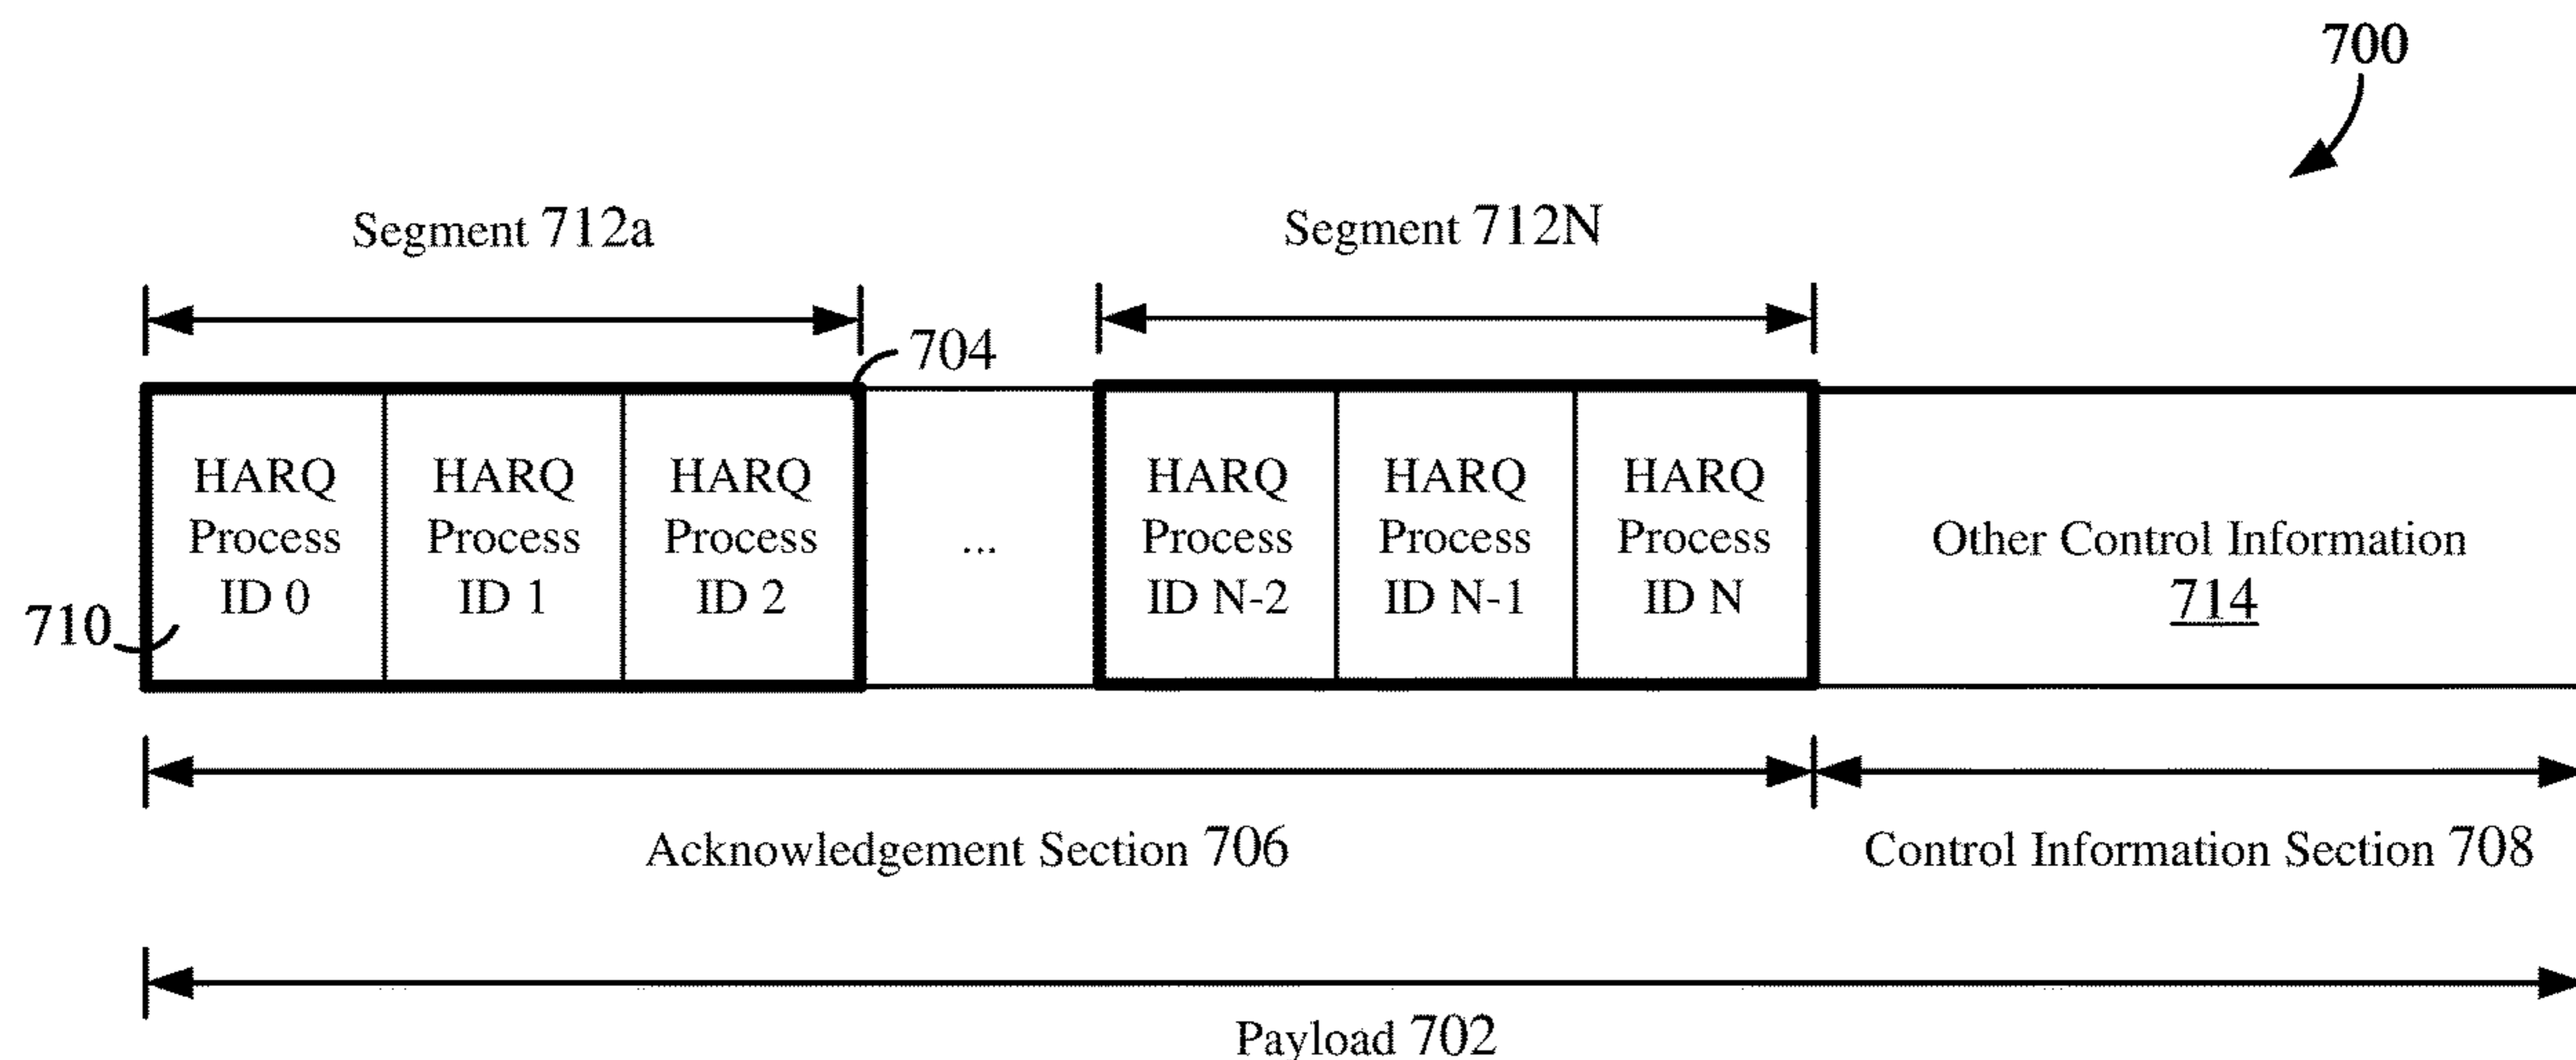 700
Segment 712a
Segment 712N
704
HARQ Process ID 0
HARQ Process ID 1
HARQ Process ID 2
...
HARQ Process ID N-2
HARQ Process ID N-1
HARQ Process ID N
Other Control Information
714
710
Acknowledgement Section 706
Control Information Section 708
Payload 702